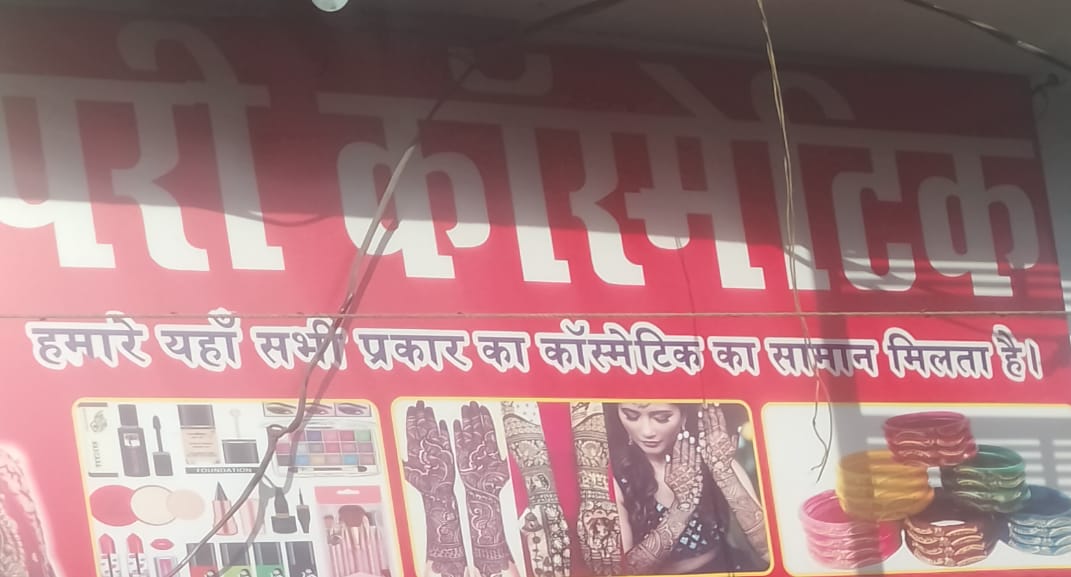 परी कॉस्मेटिक
हमारे यहाँ सभी प्रकार का कॉस्मेटिक का सामान मिलता है।
FOUNDATION